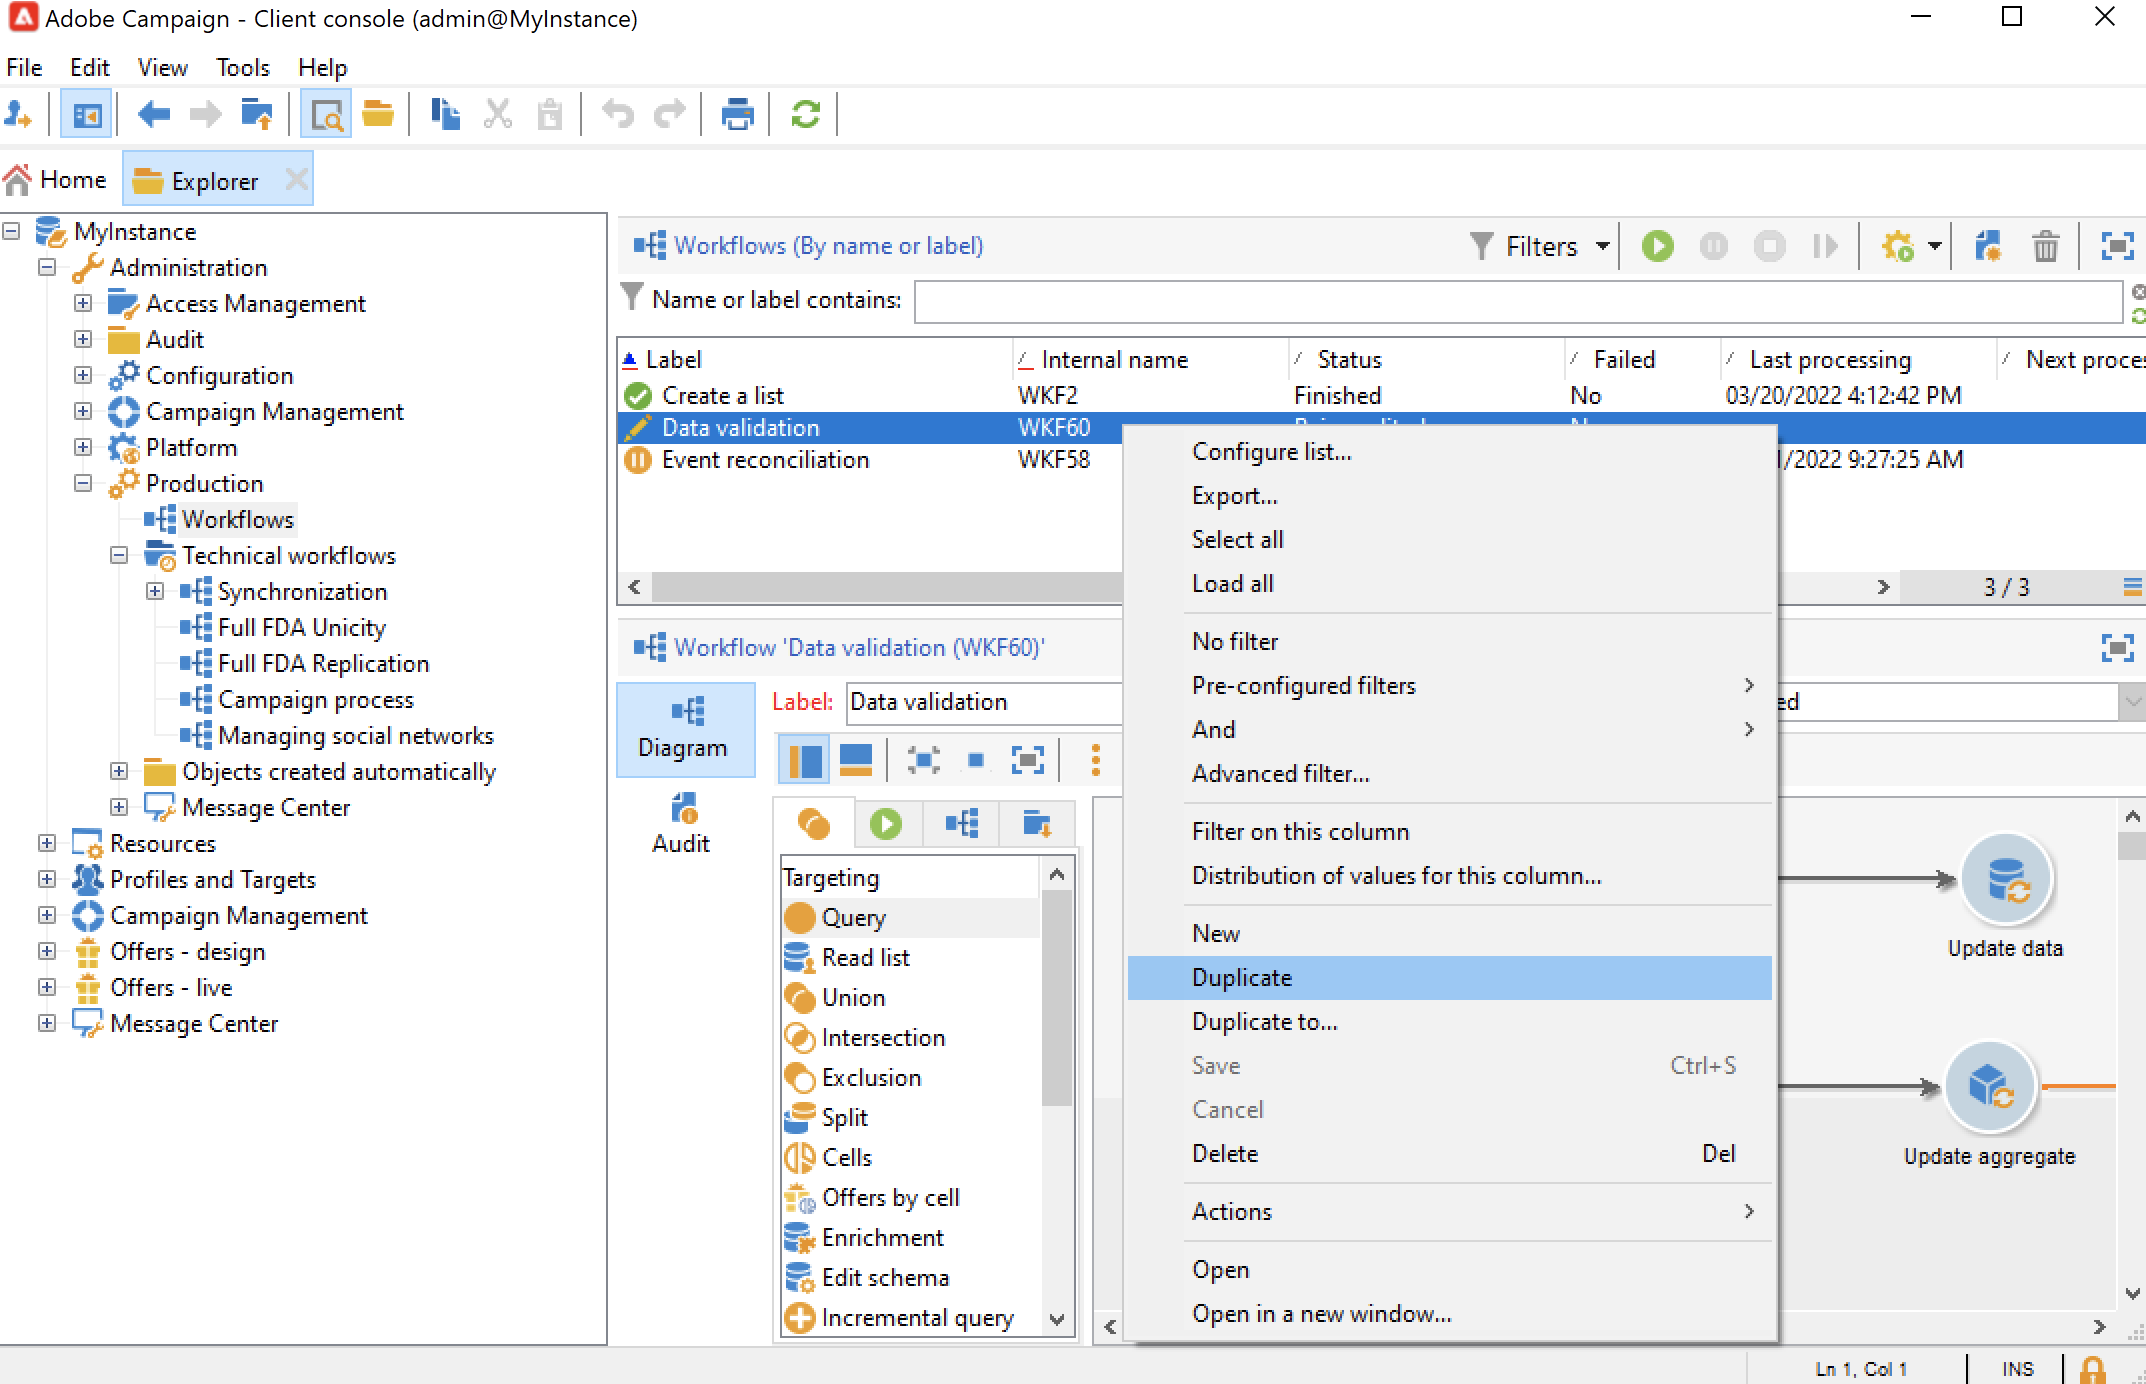 Adobe Campaign - Client console (admin@MyInstance)
File Edit View Tools Help
Home Explorer
MyInstance
Administration
Access Management
Audit
Configuration
Campaign Management
Platform
Production
Workflows
Technical workflows
Synchronization
Full FDA Unicity
Full FDA Replication
Campaign process
Managing social networks
Objects created automatically
Message Center
Resources
Profiles and Targets
Campaign Management
Offers - design
Offers - live
Message Center
Workflows (By name or label) Filters
Name or label contains:
Label Internal name Status Failed Last processing Next
Create a list WKF2 Finished No 03/20/2022 4:12:42 PM
Data validation WKF60
Event reconciliation WKF58 /2022 9:27:25 AM
3 / 3
Workflow 'Data validation (WKF60)'
Diagram
Audit
Label: Data validation
Targeting
Query
Read list
Union
Intersection
Exclusion
Split
Cells
Offers by cell
Enrichment
Edit schema
Incremental query
Configure list...
Export...
Select all
Load all
No filter
Pre-configured filters
And
Advanced filter...
Filter on this column
Distribution of values for this column...
New
Duplicate
Duplicate to...
Save Ctrl+S
Cancel
Delete Del
Actions
Open
Open in a new window...
Update data
Update aggregate
Ln 1, Col 1 INS